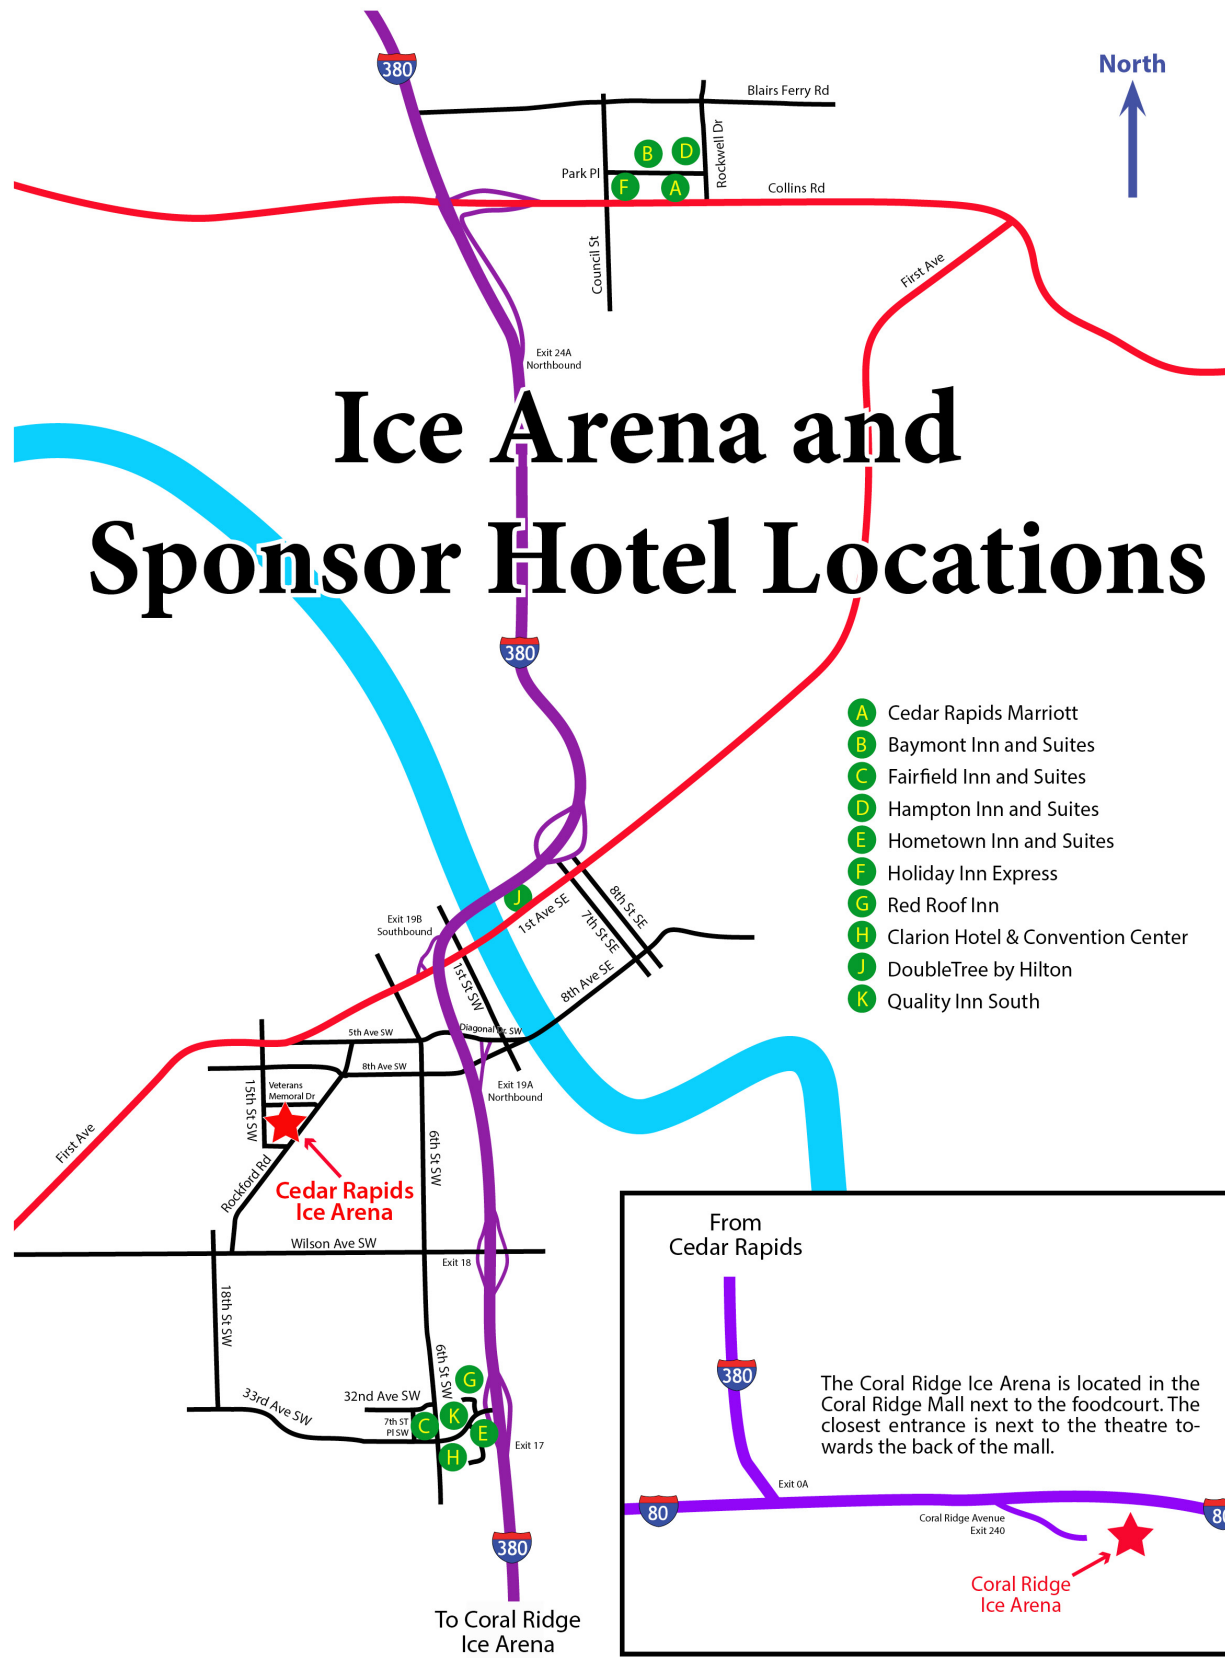 380
North
Blairs Ferry Rd
Rockwell Dr
B
D
Park Pl
F
A
Collins Rd
Council St
First Ave
Exit 24A
Northbound
Ice Arena and
Sponsor Hotel Locations
380
A Cedar Rapids Marriott
B Baymont Inn and Suites
C Fairfield Inn and Suites
D Hampton Inn and Suites
E Hometown Inn and Suites
F Holiday Inn Express
G Red Roof Inn
H Clarion Hotel & Convention Center
J DoubleTree by Hilton
K Quality Inn South
J
8th St SE
7th St SE
1st Ave SE
Exit 19B
Southbound
1st St SW
8th Ave SE
5th Ave SW
Diagonal Dr. SW
8th Ave SW
Exit 19A
Northbound
15th St SW
Veterans
Memoral Dr
First Ave
6th St SW
Rockford Rd
Cedar Rapids
Ice Arena
Wilson Ave SW
Exit 18
18th St SW
6th St SW
G
32nd Ave SW
33rd Ave SW
7th ST
Pl SW
C
K
E
H
Exit 17
380
To Coral Ridge
Ice Arena
From
Cedar Rapids
380
The Coral Ridge Ice Arena is located in the
Coral Ridge Mall next to the foodcourt. The
closest entrance is next to the theatre to-
wards the back of the mall.
Exit 0A
80
80
Coral Ridge Avenue
Exit 240
Coral Ridge
Ice Arena